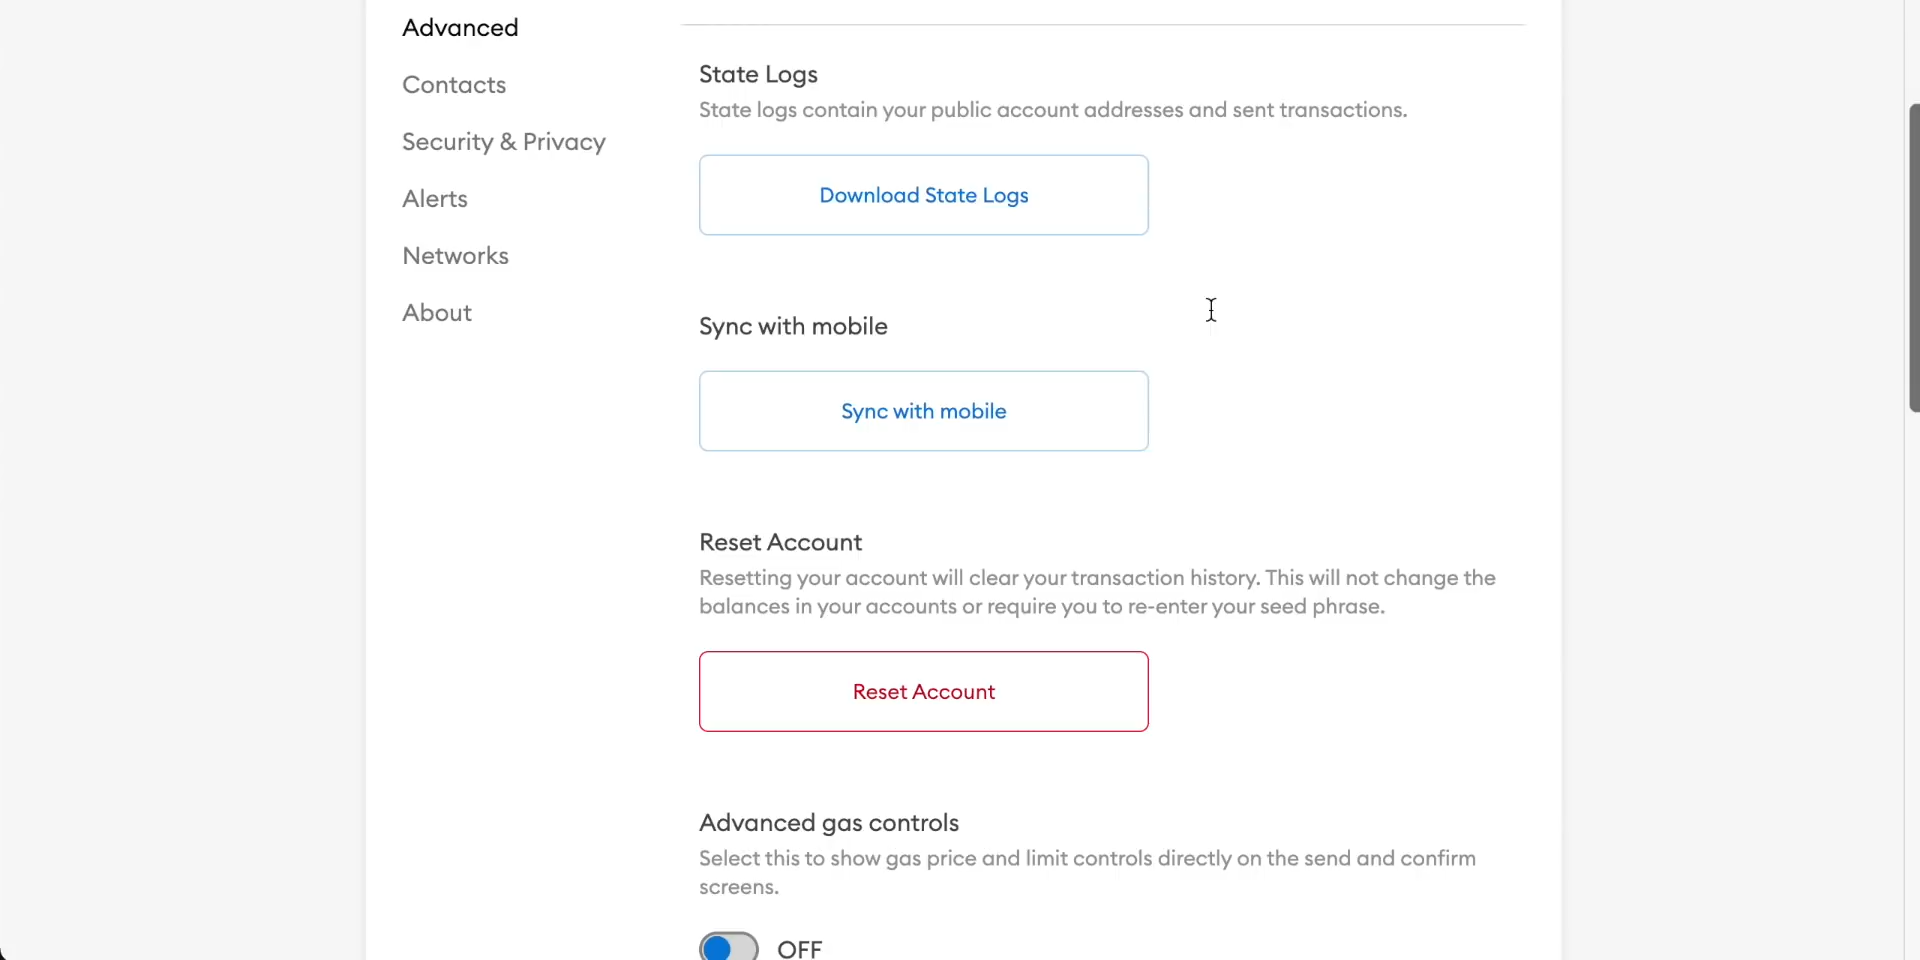 Advanced
Contacts
Security & Privacy
Alerts
Networks
About
State Logs
State logs contain your public account addresses and sent transactions.
Download State Logs
Sync with mobile
Sync with mobile
Reset Account
Resetting your account will clear your transaction history. This will not change the
balances in your accounts or require you to re-enter your seed phrase.
Reset Account
Advanced gas controls
Select this to show gas price and limit controls directly on the send and confirm
screens.
OFF